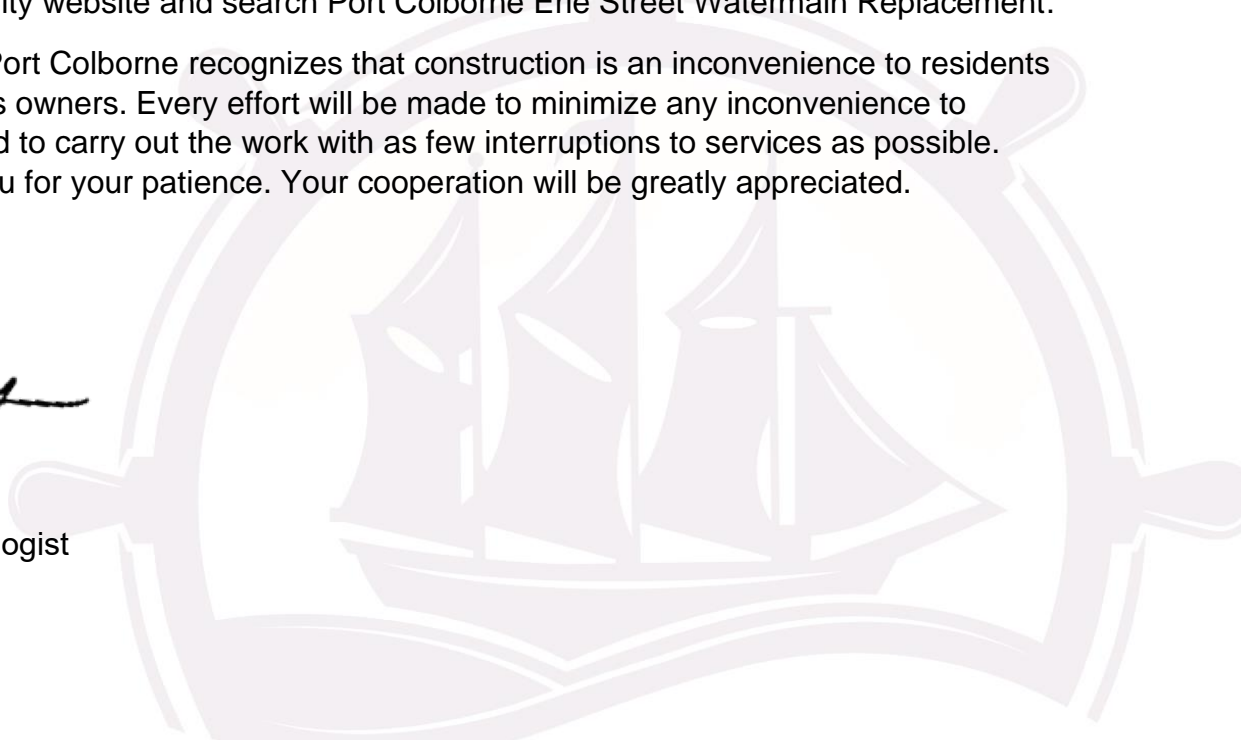 ity website and search Port Colborne Erie Street Watermain Replacement.
Port Colborne recognizes that construction is an inconvenience to residents
s owners. Every effort will be made to minimize any inconvenience to
d to carry out the work with as few interruptions to services as possible.
u for your patience. Your cooperation will be greatly appreciated.
ogist